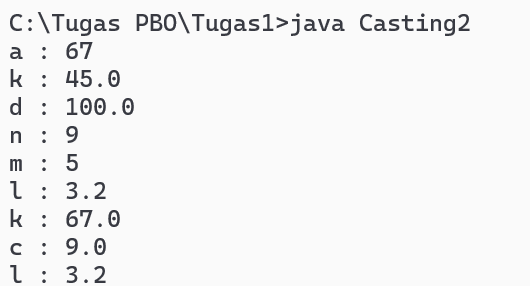 C:\Tugas PBO\Tugas1>java Casting2
a : 67
k : 45.0
d : 100.0
n : 9
m : 5
l : 3.2
k : 67.0
c : 9.0
l : 3.2